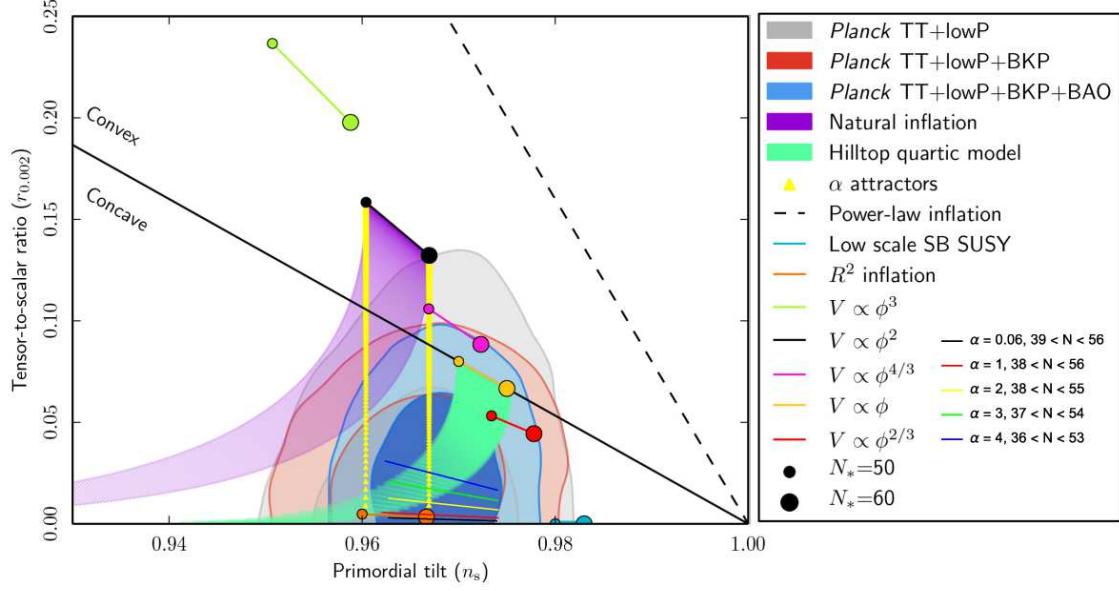 0.25
0.20
0.15
0.10
0.05
0.00
Tensor-to-scalar ratio (r₀.₀₀₂)
Convex
Concave
0.94
0.96
0.98
1.00
Primordial tilt (nₛ)
Planck TT+lowP
Planck TT+lowP+BKP
Planck TT+lowP+BKP+BAO
Natural inflation
Hilltop quartic model
α attractors
Power-law inflation
Low scale SB SUSY
R² inflation
V ∝ ϕ³
V ∝ ϕ²
V ∝ ϕ^{4/3}
V ∝ ϕ
V ∝ ϕ^{2/3}
N_*=50
N_*=60
α = 0.06, 39 < N < 56
α = 1, 38 < N < 56
α = 2, 38 < N < 55
α = 3, 37 < N < 54
α = 4, 36 < N < 53